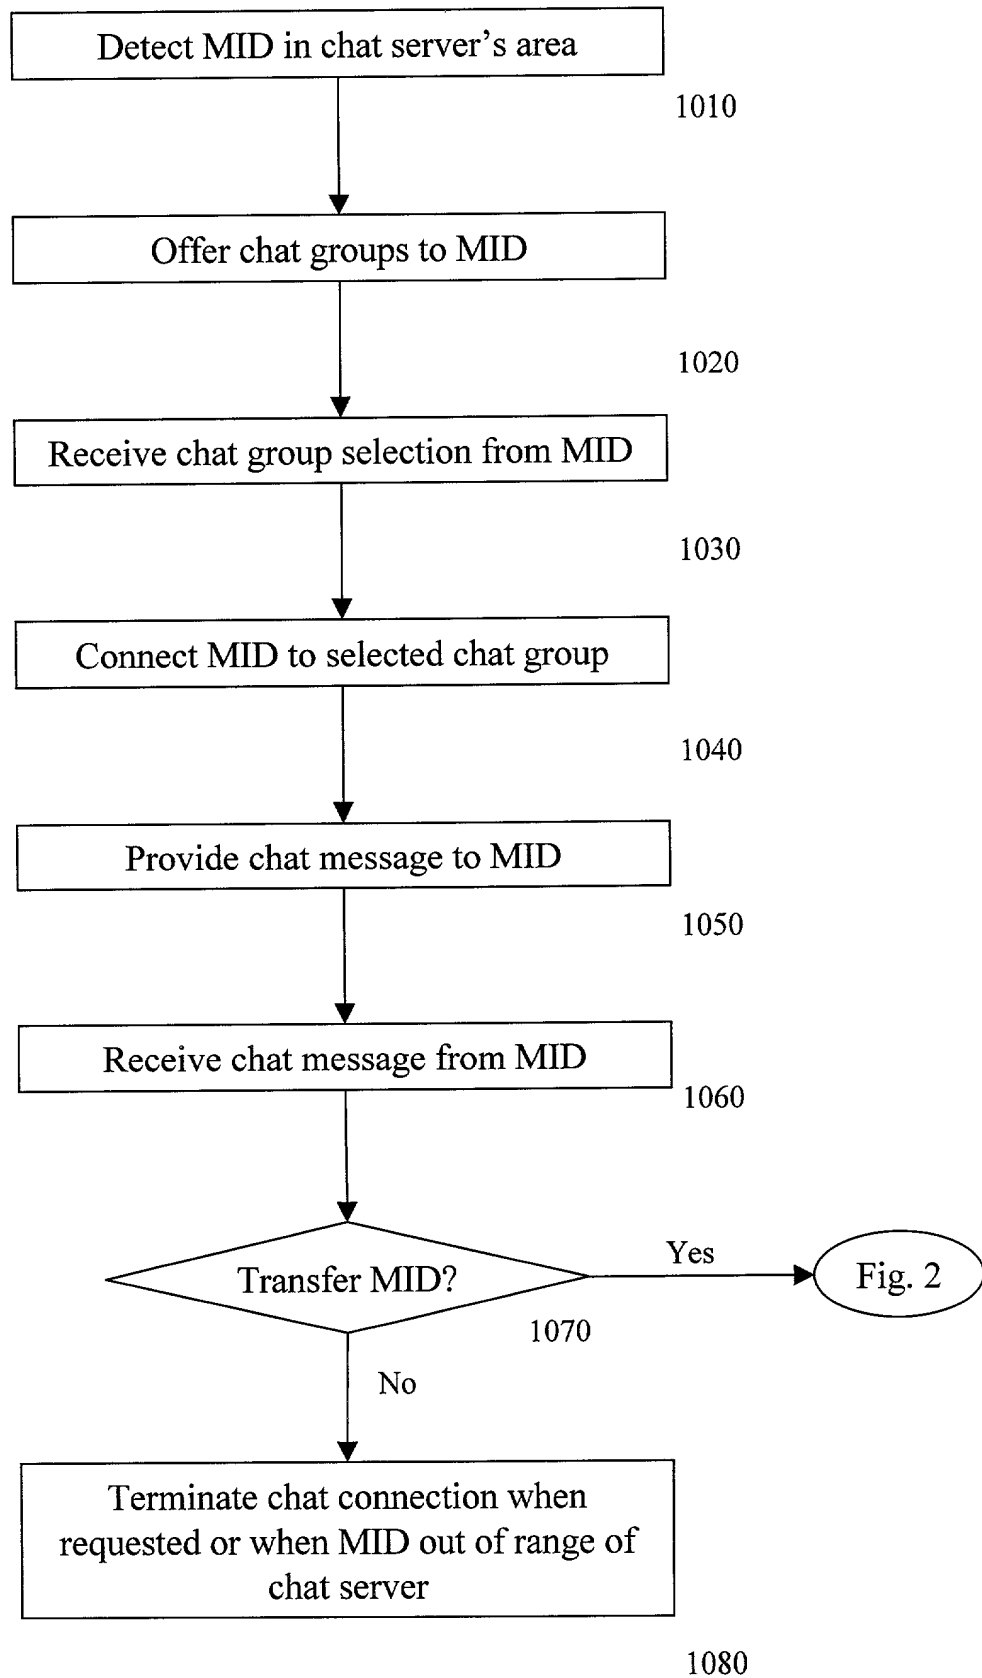 Detect MID in chat server's area
1010
Offer chat groups to MID
1020
Receive chat group selection from MID
1030
Connect MID to selected chat group
1040
Provide chat message to MID
1050
Receive chat message from MID
1060
Transfer MID?
Yes
Fig. 2
1070
No
Terminate chat connection when
requested or when MID out of range of
chat server
1080